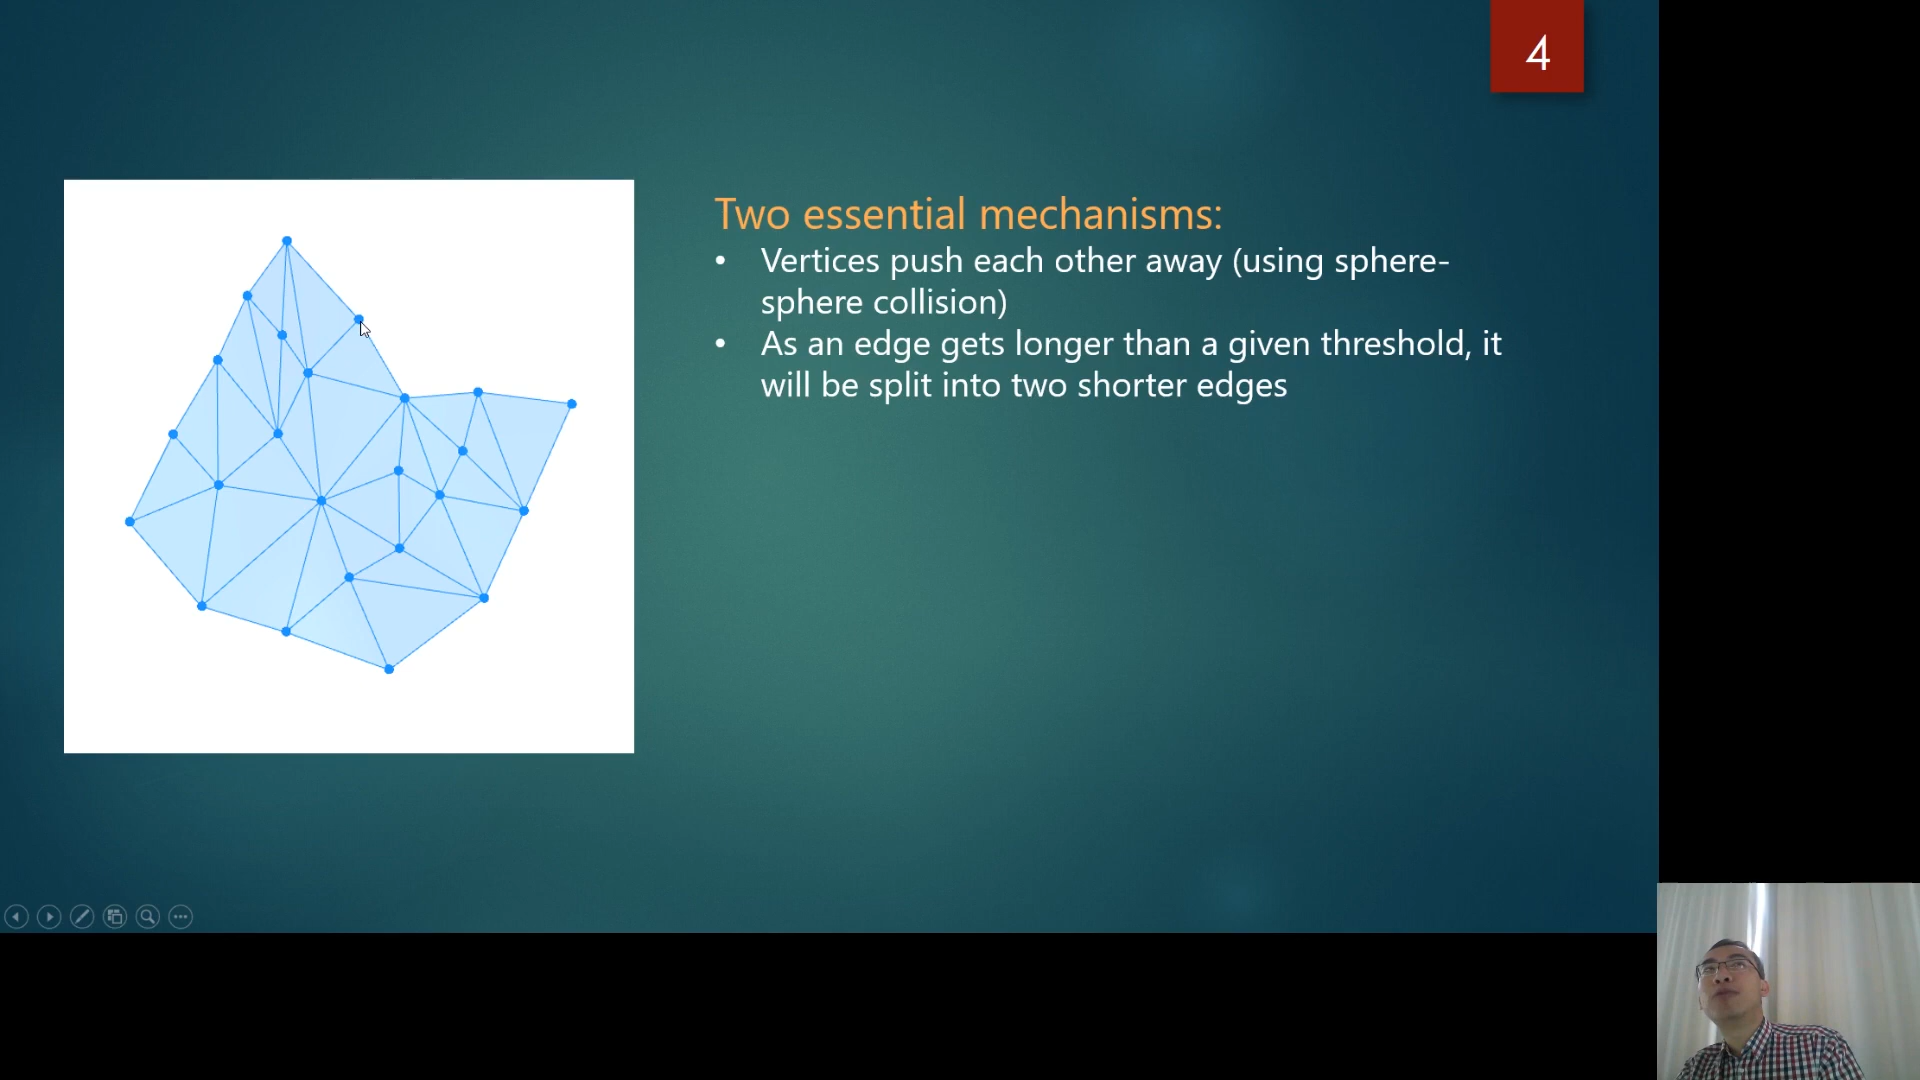 4
Two essential mechanisms:
• Vertices push each other away (using sphere-
sphere collision)
• As an edge gets longer than a given threshold, it
will be split into two shorter edges